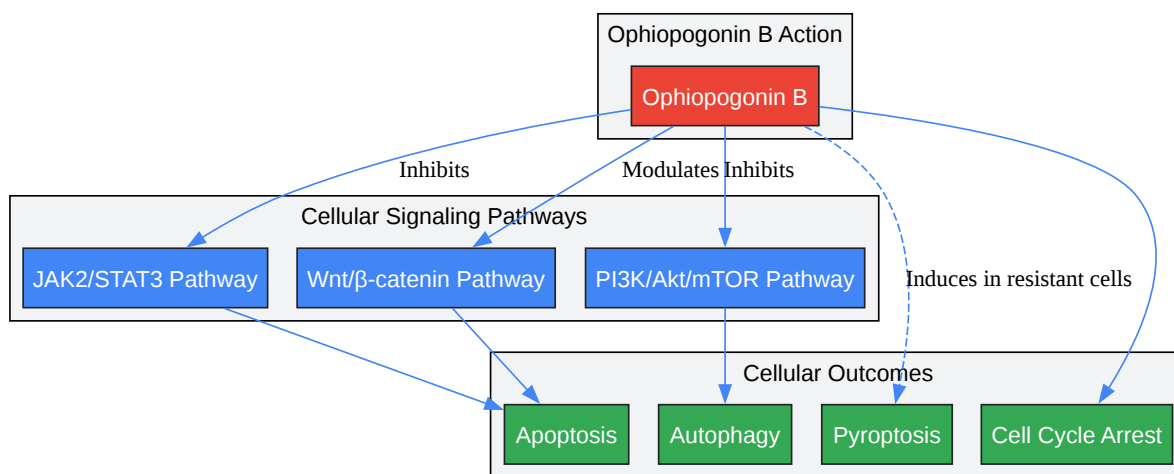 Ophiopogonin B Action
Ophiopogonin B
Inhibits
Modulates
Inhibits
Cellular Signaling Pathways
JAK2/STAT3 Pathway
Wnt/β-catenin Pathway
PI3K/Akt/mTOR Pathway
Induces in resistant cells
Cellular Outcomes
Apoptosis
Autophagy
Pyroptosis
Cell Cycle Arrest